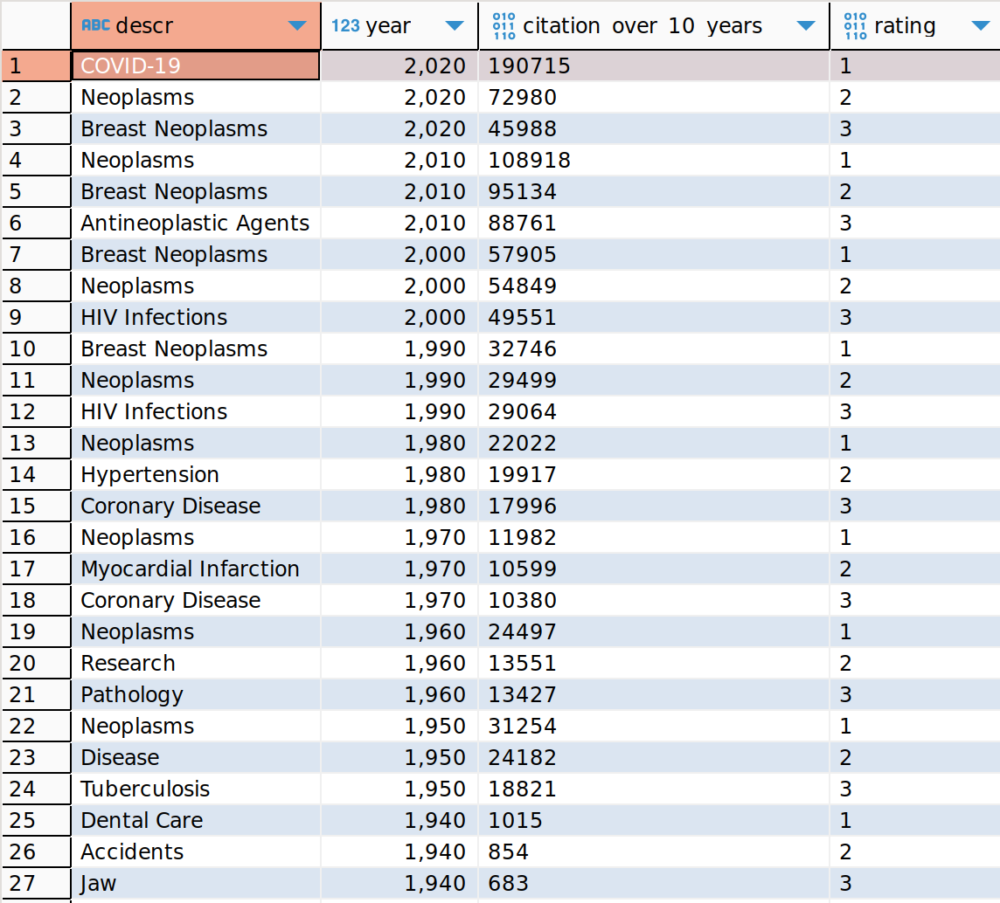 ABC descr 123 year 010 011 110 citation over 10 years 010 011 110 rating
1 COVID-19 2,020 190715 1
2 Neoplasms 2,020 72980 2
3 Breast Neoplasms 2,020 45988 3
4 Neoplasms 2,010 108918 1
5 Breast Neoplasms 2,010 95134 2
6 Antineoplastic Agents 2,010 88761 3
7 Breast Neoplasms 2,000 57905 1
8 Neoplasms 2,000 54849 2
9 HIV Infections 2,000 49551 3
10 Breast Neoplasms 1,990 32746 1
11 Neoplasms 1,990 29499 2
12 HIV Infections 1,990 29064 3
13 Neoplasms 1,980 22022 1
14 Hypertension 1,980 19917 2
15 Coronary Disease 1,980 17996 3
16 Neoplasms 1,970 11982 1
17 Myocardial Infarction 1,970 10599 2
18 Coronary Disease 1,970 10380 3
19 Neoplasms 1,960 24497 1
20 Research 1,960 13551 2
21 Pathology 1,960 13427 3
22 Neoplasms 1,950 31254 1
23 Disease 1,950 24182 2
24 Tuberculosis 1,950 18821 3
25 Dental Care 1,940 1015 1
26 Accidents 1,940 854 2
27 Jaw 1,940 683 3